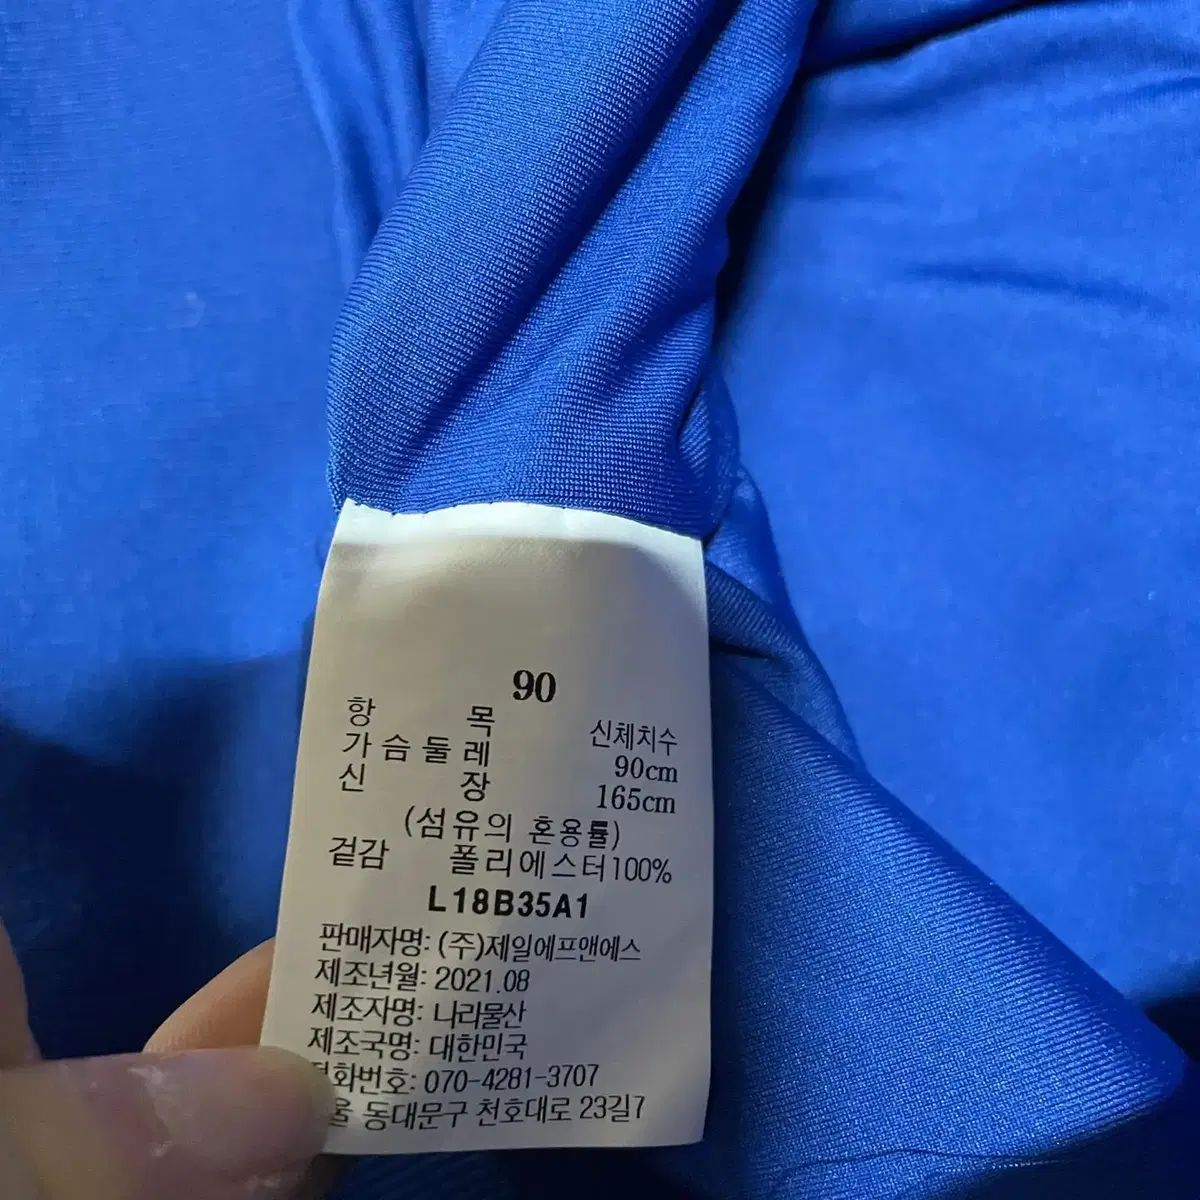 90
항 목 신체치수
가슴둘레 90cm
신 장 165cm
(섬유의 혼용률)
겉감 폴리에스터100%
L18B35A1
판매자명: (주)제일에프앤에스
제조년월: 2021.08
제조자명: 나라물산
제조국명: 대한민국
화번호: 070-4281-3707
울 동대문구 천호대로 23길7